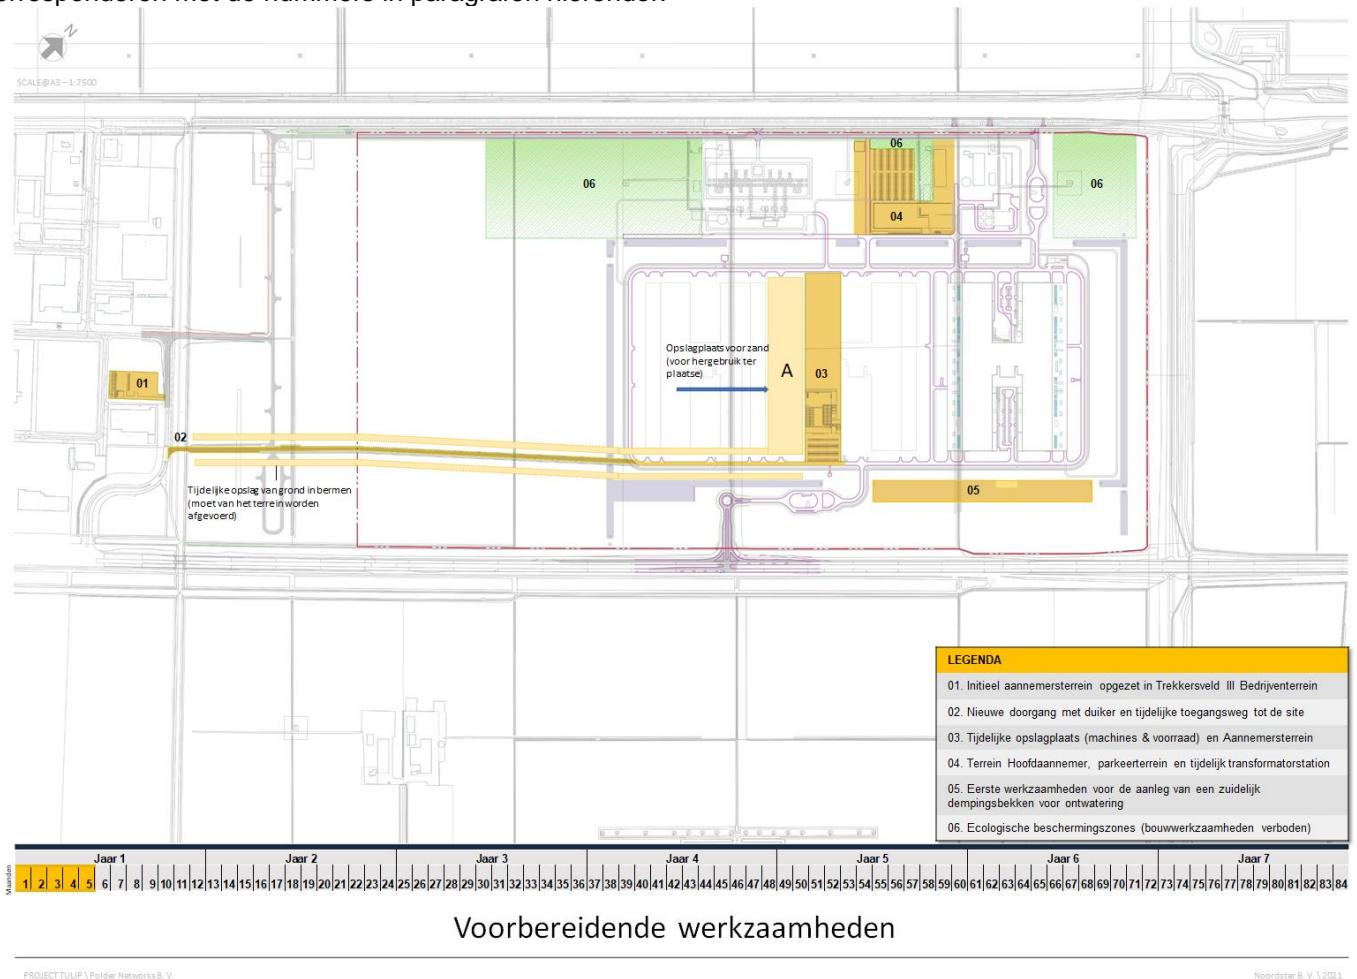 corresponderen met de nummers in paragrafen hieronder.
N
SCALE@A3 – 1:7500
06
06
06
04
01
Opslagplaats voor zand
(voor hergebruik ter
plaatse)
A
03
02
Tijdelijke opslag van grond in bermen
(moet van het terrein worden
afgevoerd)
05
LEGENDA
01. Initieel aannemersterrein opgezet in Trekkersveld III Bedrijventerrein
02. Nieuwe doorgang met duiker en tijdelijke toegangsweg tot de site
03. Tijdelijke opslagplaats (machines & voorraad) en Aannemersterrein
04. Terrein Hoofdaannemer, parkeerterrein en tijdelijk transformatorstation
05. Eerste werkzaamheden voor de aanleg van een zuidelijk
dempingsbekken voor ontwatering
06. Ecologische beschermingszones (bouwwerkzaamheden verboden)
Jaar 1 Jaar 2 Jaar 3 Jaar 4 Jaar 5 Jaar 6 Jaar 7
Maanden
1 2 3 4 5 6 7 8 9 10 11 12 13 14 15 16 17 18 19 20 21 22 23 24 25 26 27 28 29 30 31 32 33 34 35 36 37 38 39 40 41 42 43 44 45 46 47 48 49 50 51 52 53 54 55 56 57 58 59 60 61 62 63 64 65 66 67 68 69 70 71 72 73 74 75 76 77 78 79 80 81 82 83 84
Voorbereidende werkzaamheden
PROJECT TULIP \ Polder Networks B. V.
Noordster B. V. \ 2021